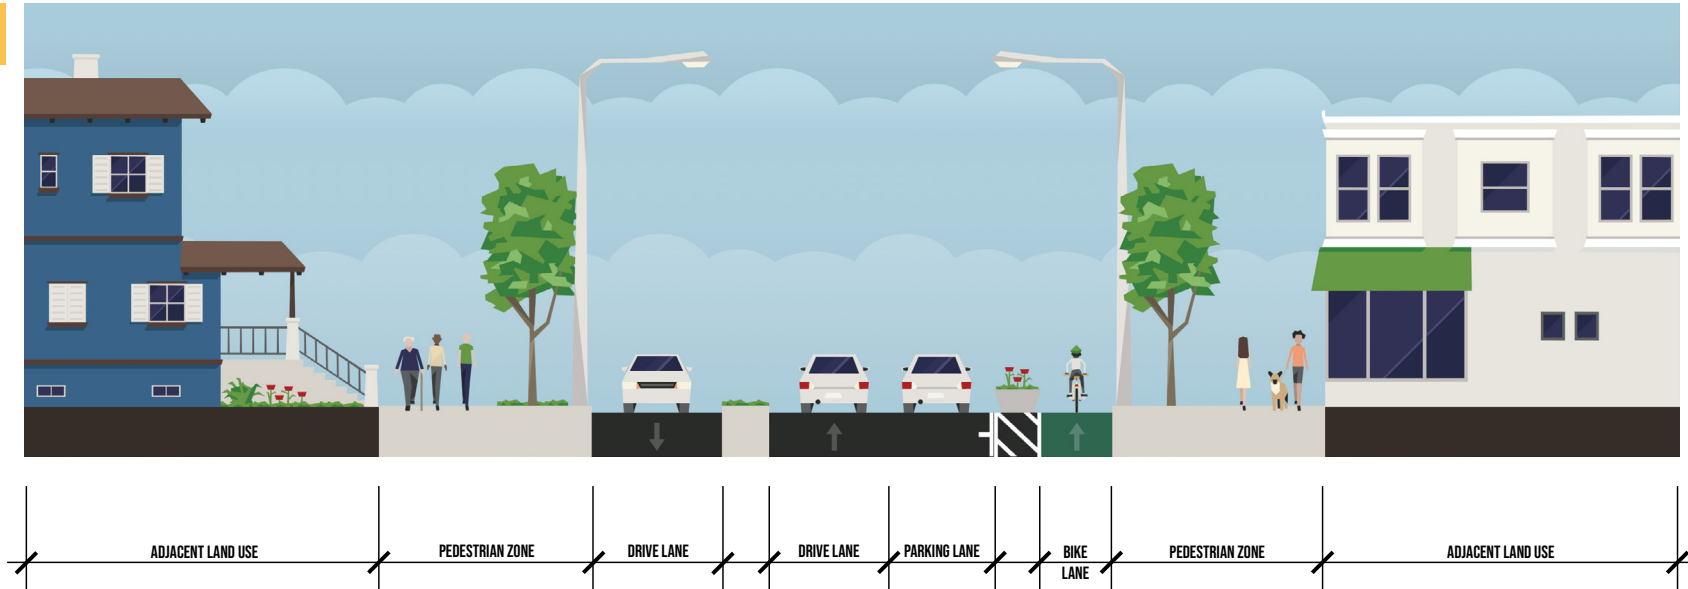 ADJACENT LAND USE
PEDESTRIAN ZONE
DRIVE LANE
DRIVE LANE
PARKING LANE
BIKE
LANE
PEDESTRIAN ZONE
ADJACENT LAND USE